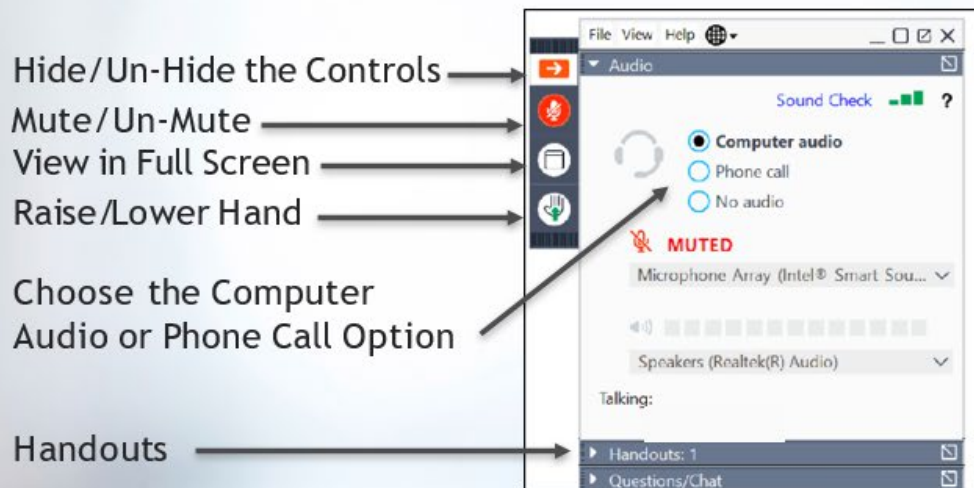 Hide/Un-Hide the Controls
Mute/Un-Mute
View in Full Screen
Raise/Lower Hand
Choose the Computer
Audio or Phone Call Option
Handouts
File View Help
Audio
Sound Check ?
Computer audio
Phone call
No audio
MUTED
Microphone Array (Intel® Smart Sou...
Speakers (Realtek(R) Audio)
Talking:
Handouts: 1
Questions/Chat